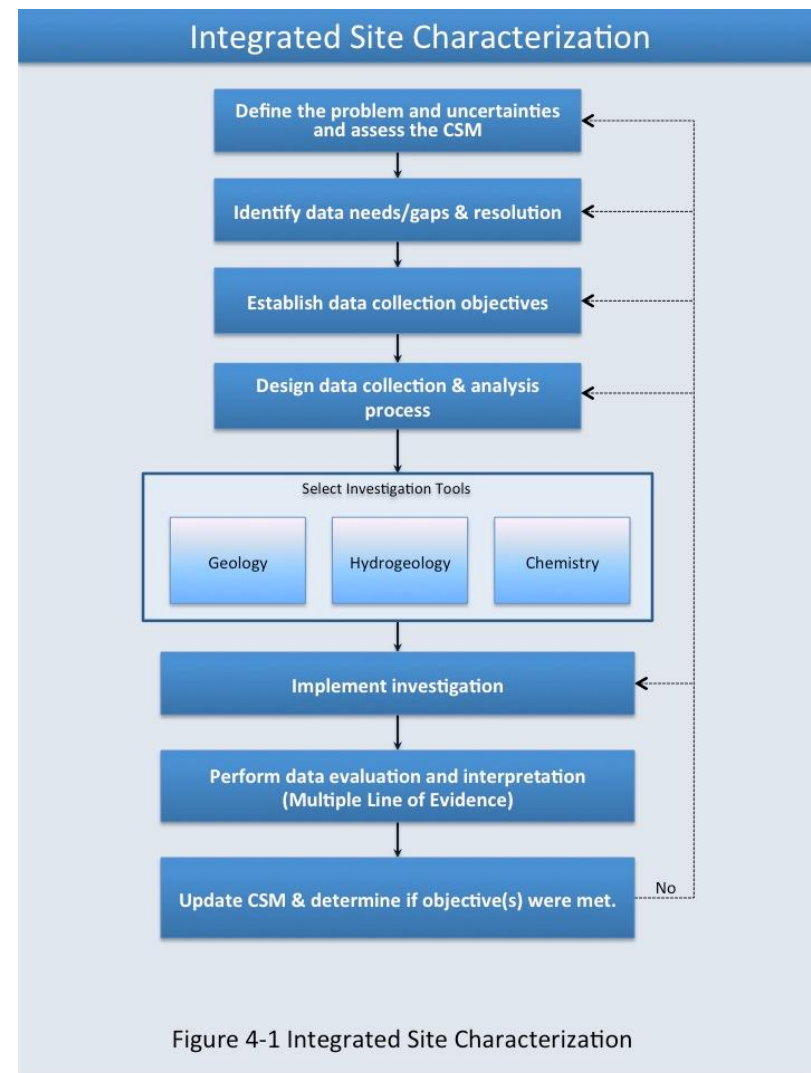 Integrated Site Characterization
Define the problem and uncertainties
and assess the CSM
Identify data needs/gaps & resolution
Establish data collection objectives
Design data collection & analysis
process
Select Investigation Tools
Geology
Hydrogeology
Chemistry
Implement investigation
Perform data evaluation and interpretation
(Multiple Line of Evidence)
Update CSM & determine if objective(s) were met.
No
Figure 4-1 Integrated Site Characterization